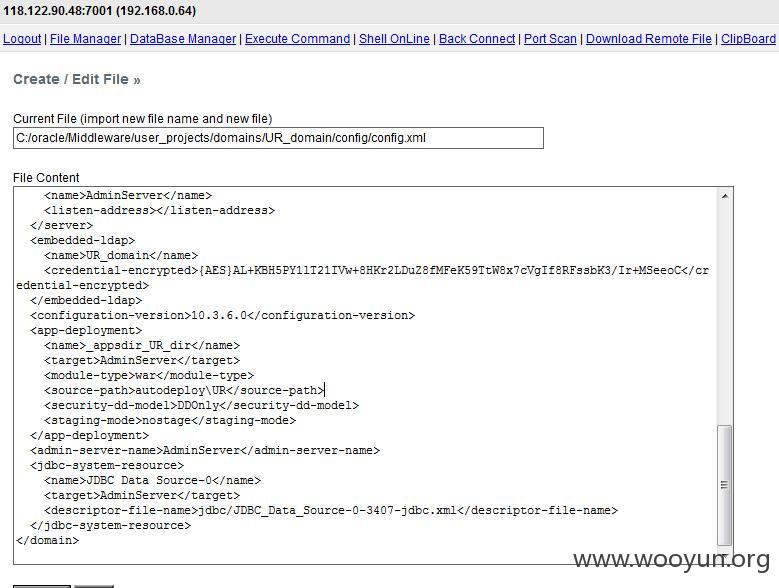 118.122.90.48:7001 (192.168.0.64)
Logout | File Manager | DataBase Manager | Execute Command | Shell OnLine | Back Connect | Port Scan | Download Remote File | ClipBoard
Create / Edit File »
Current File (import new file name and new file)
C:/oracle/Middleware/user_projects/domains/UR_domain/config/config.xml
File Content
<name>AdminServer</name>
<listen-address></listen-address>
</server>
<embedded-ldap>
<name>UR_domain</name>
<credential-encrypted>{AES}AL+KBH5PY1lT21IVw+8HKr2LDuZ8fMFeK59TtW8x7cVgIf8RFssbK3/Ir+MSeeoC</cr
edential-encrypted>
</embedded-ldap>
<configuration-version>10.3.6.0</configuration-version>
<app-deployment>
<name>_appsdir_UR_dir</name>
<target>AdminServer</target>
<module-type>war</module-type>
<source-path>autodeploy\UR</source-path>
<security-dd-model>DDOnly</security-dd-model>
<staging-mode>nostage</staging-mode>
</app-deployment>
<admin-server-name>AdminServer</admin-server-name>
<jdbc-system-resource>
<name>JDBC Data Source-0</name>
<target>AdminServer</target>
<descriptor-file-name>jdbc/JDBC_Data_Source-0-3407-jdbc.xml</descriptor-file-name>
</jdbc-system-resource>
</domain>
www.wooyun.org